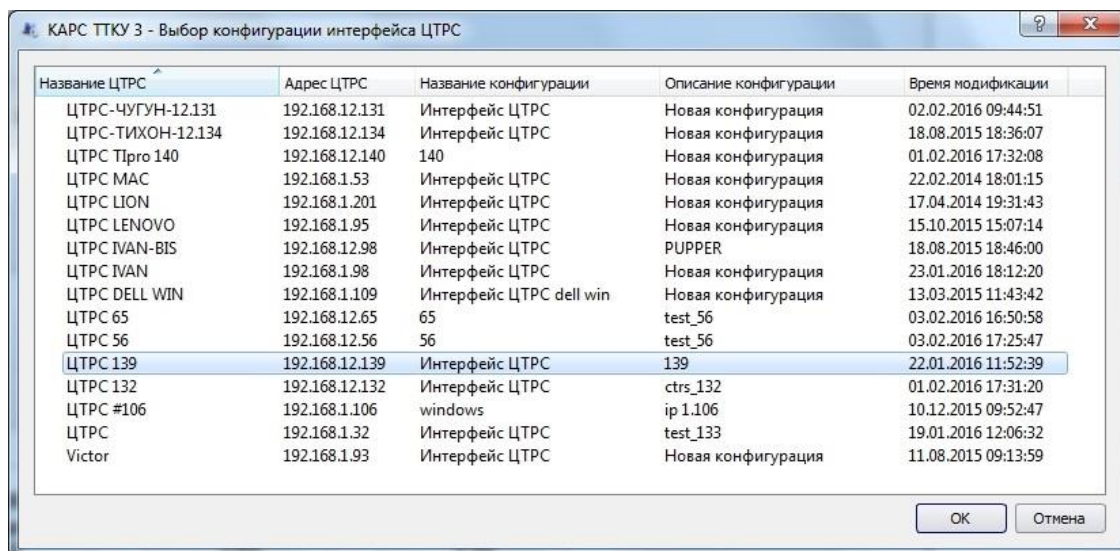 КАРС ТТКУ 3 - Выбор конфигурации интерфейса ЦТРС
Название ЦТРС Адрес ЦТРС Название конфигурации Описание конфигурации Время модификации
ЦТРС-ЧУГУН-12.131 192.168.12.131 Интерфейс ЦТРС Новая конфигурация 02.02.2016 09:44:51
ЦТРС-ТИХОН-12.134 192.168.12.134 Интерфейс ЦТРС Новая конфигурация 18.08.2015 18:36:07
ЦТРС TIpro 140 192.168.12.140 140 Новая конфигурация 01.02.2016 17:32:08
ЦТРС MAC 192.168.1.53 Интерфейс ЦТРС Новая конфигурация 22.02.2014 18:01:15
ЦТРС LION 192.168.1.201 Интерфейс ЦТРС Новая конфигурация 17.04.2014 19:31:43
ЦТРС LENOVO 192.168.1.95 Интерфейс ЦТРС Новая конфигурация 15.10.2015 15:07:14
ЦТРС IVAN-BIS 192.168.12.98 Интерфейс ЦТРС PUPPER 18.08.2015 18:46:00
ЦТРС IVAN 192.168.1.98 Интерфейс ЦТРС Новая конфигурация 23.01.2016 18:12:20
ЦТРС DELL WIN 192.168.1.109 Интерфейс ЦТРС dell win Новая конфигурация 13.03.2015 11:43:42
ЦТРС 65 192.168.12.65 65 test_56 03.02.2016 16:50:58
ЦТРС 56 192.168.12.56 56 test_56 03.02.2016 17:25:47
ЦТРС 139 192.168.12.139 Интерфейс ЦТРС 139 22.01.2016 11:52:39
ЦТРС 132 192.168.12.132 Интерфейс ЦТРС ctrs_132 01.02.2016 17:31:20
ЦТРС #106 192.168.1.106 windows ip 1.106 10.12.2015 09:52:47
ЦТРС 192.168.1.32 Интерфейс ЦТРС test_133 19.01.2016 12:06:32
Victor 192.168.1.93 Интерфейс ЦТРС Новая конфигурация 11.08.2015 09:13:59
OK Отмена